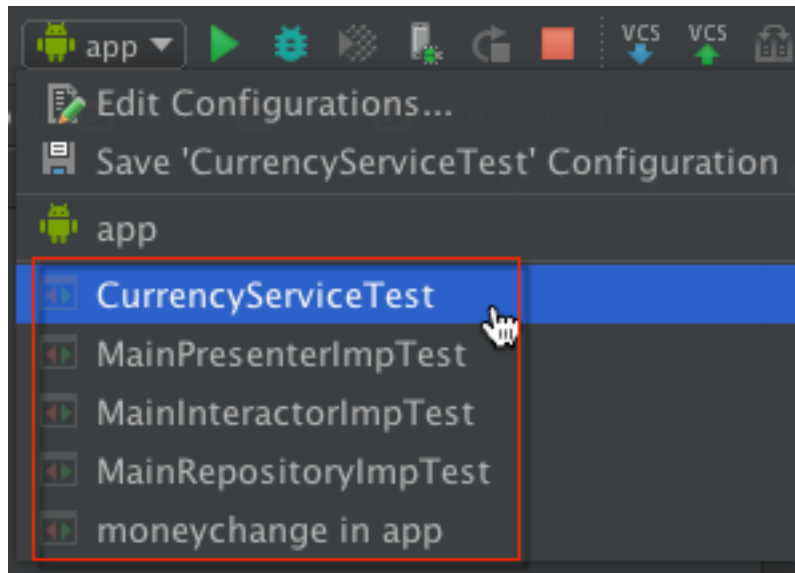 app
VCS VCS
Edit Configurations...
Save 'CurrencyServiceTest' Configuration
app
CurrencyServiceTest
MainPresenterImpTest
MainInteractorImpTest
MainRepositoryImpTest
moneychange in app